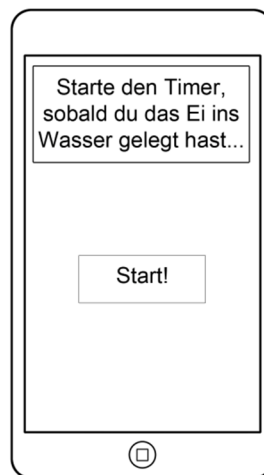 Starte den Timer,
sobald du das Ei ins
Wasser gelegt hast...
Start!